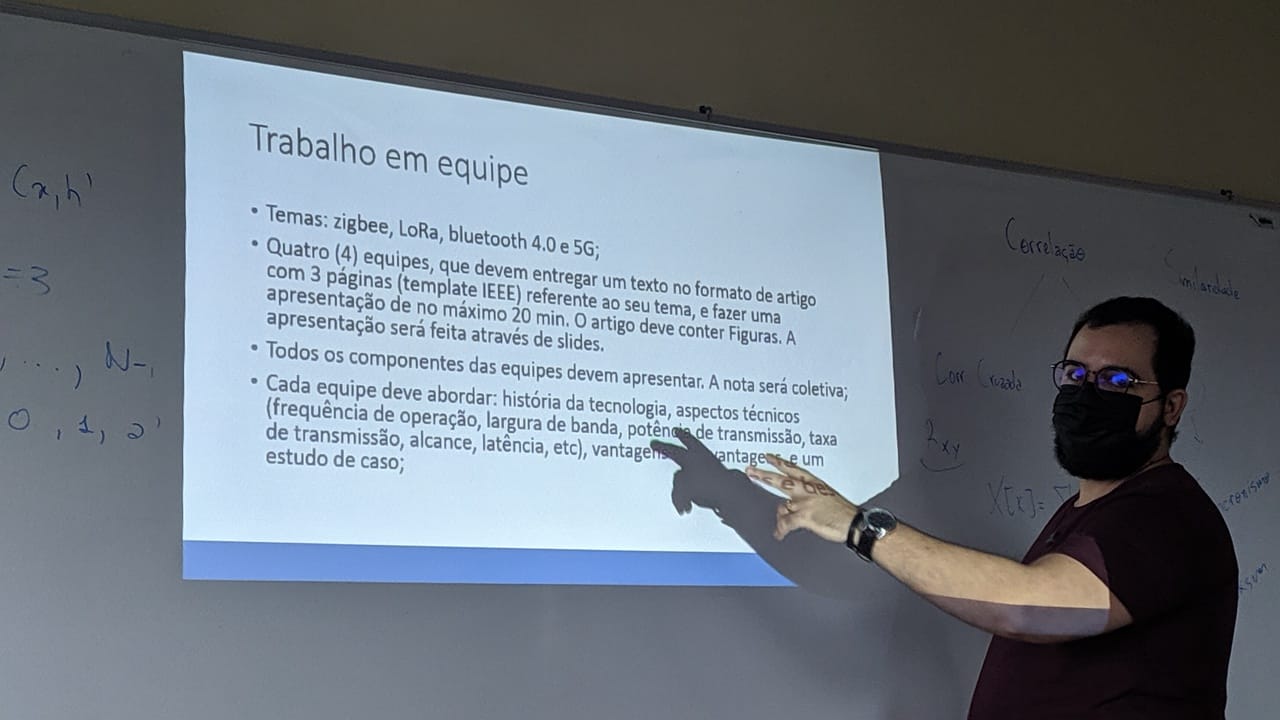 Trabalho em equipe
• Temas: zigbee, LoRa, bluetooth 4.0 e 5G;
• Quatro (4) equipes, que devem entregar um texto no formato de artigo
com 3 páginas (template IEEE) referente ao seu tema, e fazer uma
apresentação de no máximo 20 min. O artigo deve conter Figuras. A
apresentação será feita através de slides.
• Todos os componentes das equipes devem apresentar. A nota será coletiva;
• Cada equipe deve abordar: história da tecnologia, aspectos técnicos
(frequência de operação, largura de banda, potência de transmissão, taxa
de transmissão, alcance, latência, etc), vantagens e desvantagens e um
estudo de caso;
(x,h
=3
, ..., N-1
0, 1, 2
Correlação
Similaridade
Corr Cruzada
X[k]=